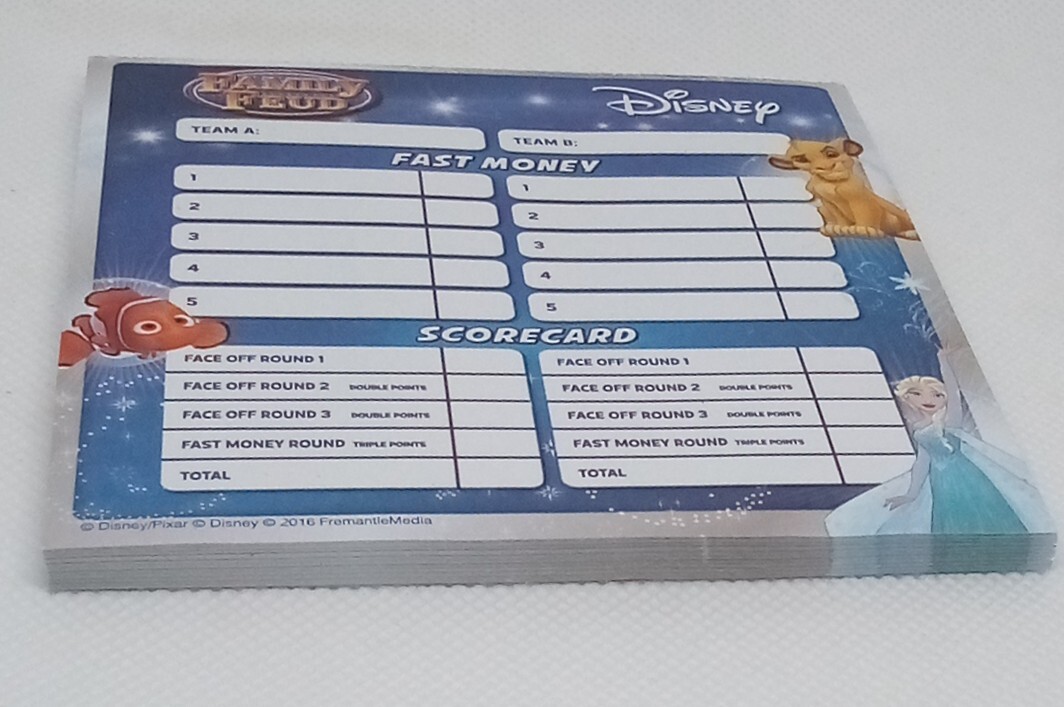 FAMILY
FEUD
Disney
TEAM A:
TEAM B:
FAST MONEY
1
2
3
4
5
1
2
3
4
5
SCORECARD
FACE OFF ROUND 1
FACE OFF ROUND 2 DOUBLE POINTS
FACE OFF ROUND 3 DOUBLE POINTS
FAST MONEY ROUND TRIPLE POINTS
TOTAL
FACE OFF ROUND 1
FACE OFF ROUND 2 DOUBLE POINTS
FACE OFF ROUND 3 DOUBLE POINTS
FAST MONEY ROUND TRIPLE POINTS
TOTAL
© Disney/Pixar © Disney © 2016 FremantleMedia